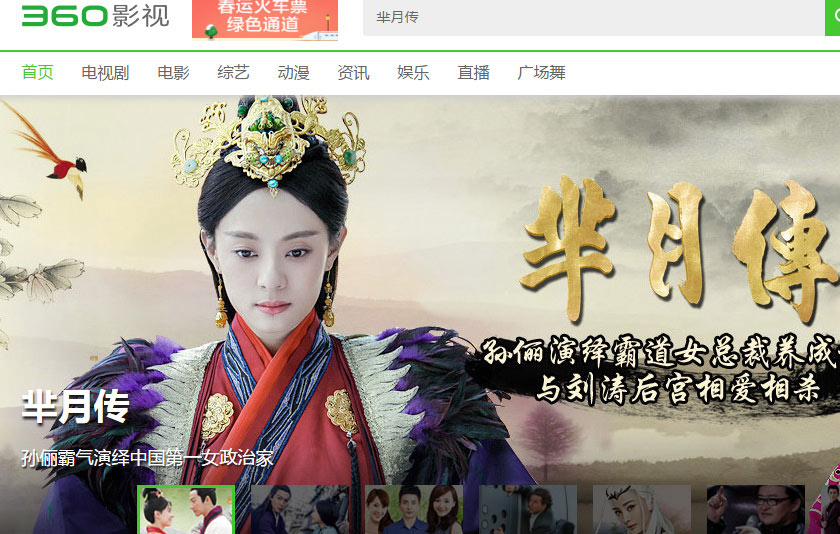 360影视
春运火车票
绿色通道
芈月传
首页 电视剧 电影 综艺 动漫 资讯 娱乐 直播 广场舞
芈月傳
孙俪演绎霸道女总裁养成
与刘涛后宫相爱相杀
芈月传
孙俪霸气演绎中国第一女政治家